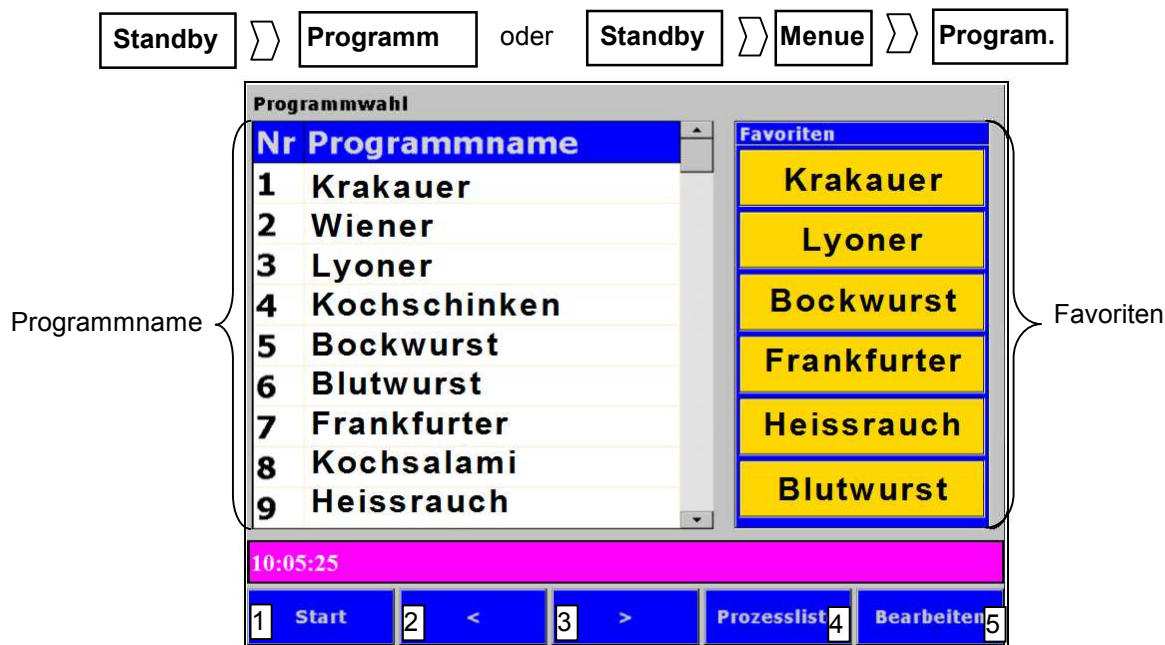 Standby Programm oder Standby Menue Program.
Programmwahl
Nr Programmname
1 Krakauer
2 Wiener
3 Lyoner
4 Kochschinken
5 Bockwurst
6 Blutwurst
7 Frankfurter
8 Kochsalami
9 Heissrauch
Programmname
Favoriten
Krakauer
Lyoner
Bockwurst
Frankfurter
Heissrauch
Blutwurst
Favoriten
10:05:25
1 Start 2 < 3 > Prozesslist 4 Bearbeiten 5